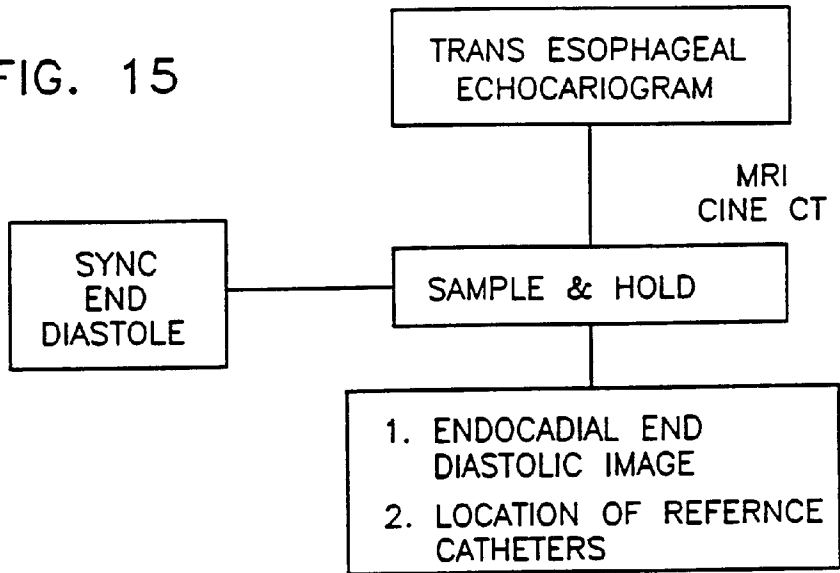 FIG. 15
TRANS ESOPHAGEAL
ECHOCARIOGRAM
MRI
CINE CT
SYNC
END
DIASTOLE
SAMPLE & HOLD
1. ENDOCADIAL END
DIASTOLIC IMAGE
2. LOCATION OF REFERNCE
CATHETERS